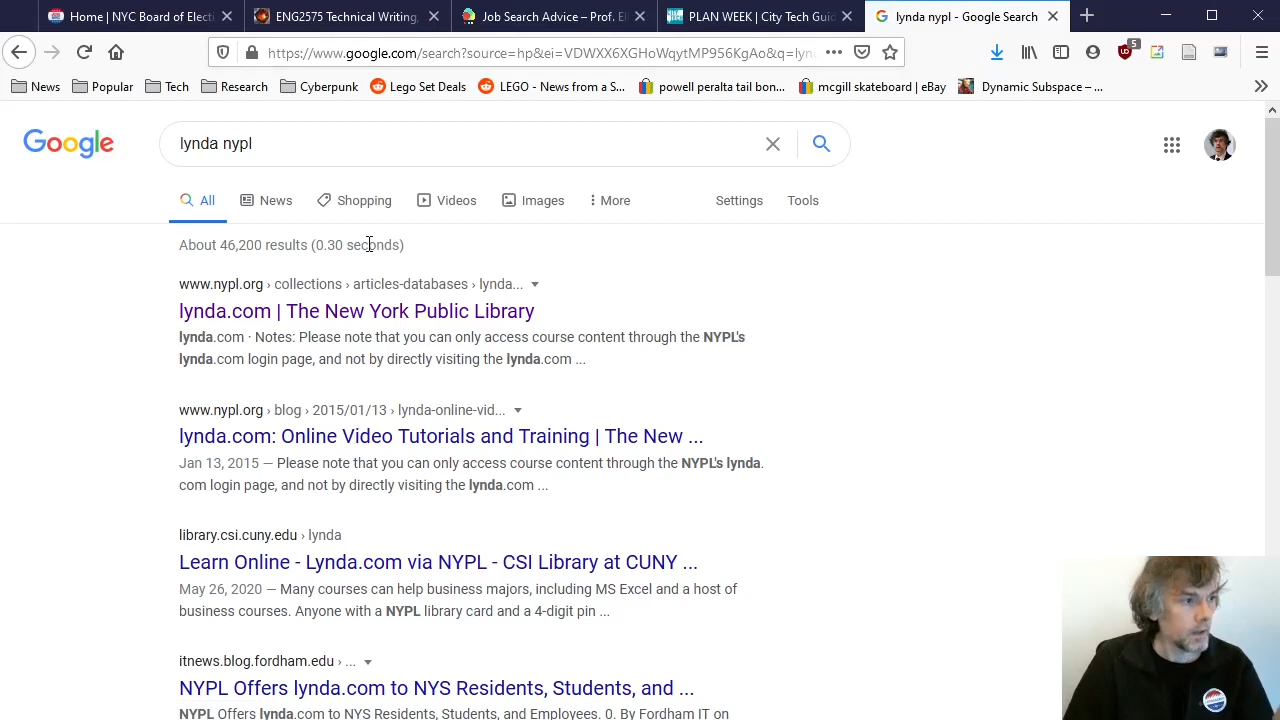 Home | NYC Board of Electi
ENG2575 Technical Writing,
Job Search Advice – Prof. Ell
PLAN WEEK | City Tech Guid
lynda nypl - Google Search
https://www.google.com/search?source=hp&ei=VDWXX6XGHoWqytMP956KgAo&q=lyn
5
News
Popular
Tech
Research
Cyberpunk
Lego Set Deals
LEGO - News from a S...
powell peralta tail bon...
mcgill skateboard | eBay
Dynamic Subspace – ...
Google
lynda nypl
All
News
Shopping
Videos
Images
More
Settings
Tools
About 46,200 results (0.30 seconds)
www.nypl.org › collections › articles-databases › lynda...
lynda.com | The New York Public Library
lynda.com · Notes: Please note that you can only access course content through the NYPL's
lynda.com login page, and not by directly visiting the lynda.com ...
www.nypl.org › blog › 2015/01/13 › lynda-online-vid...
lynda.com: Online Video Tutorials and Training | The New ...
Jan 13, 2015 — Please note that you can only access course content through the NYPL's lynda.
com login page, and not by directly visiting the lynda.com ...
library.csi.cuny.edu › lynda
Learn Online - Lynda.com via NYPL - CSI Library at CUNY ...
May 26, 2020 — Many courses can help business majors, including MS Excel and a host of
business courses. Anyone with a NYPL library card and a 4-digit pin ...
itnews.blog.fordham.edu › ...
NYPL Offers lynda.com to NYS Residents, Students, and ...
NYPL Offers lynda.com to NYS Residents, Students, and Employees. 0. By Fordham IT on